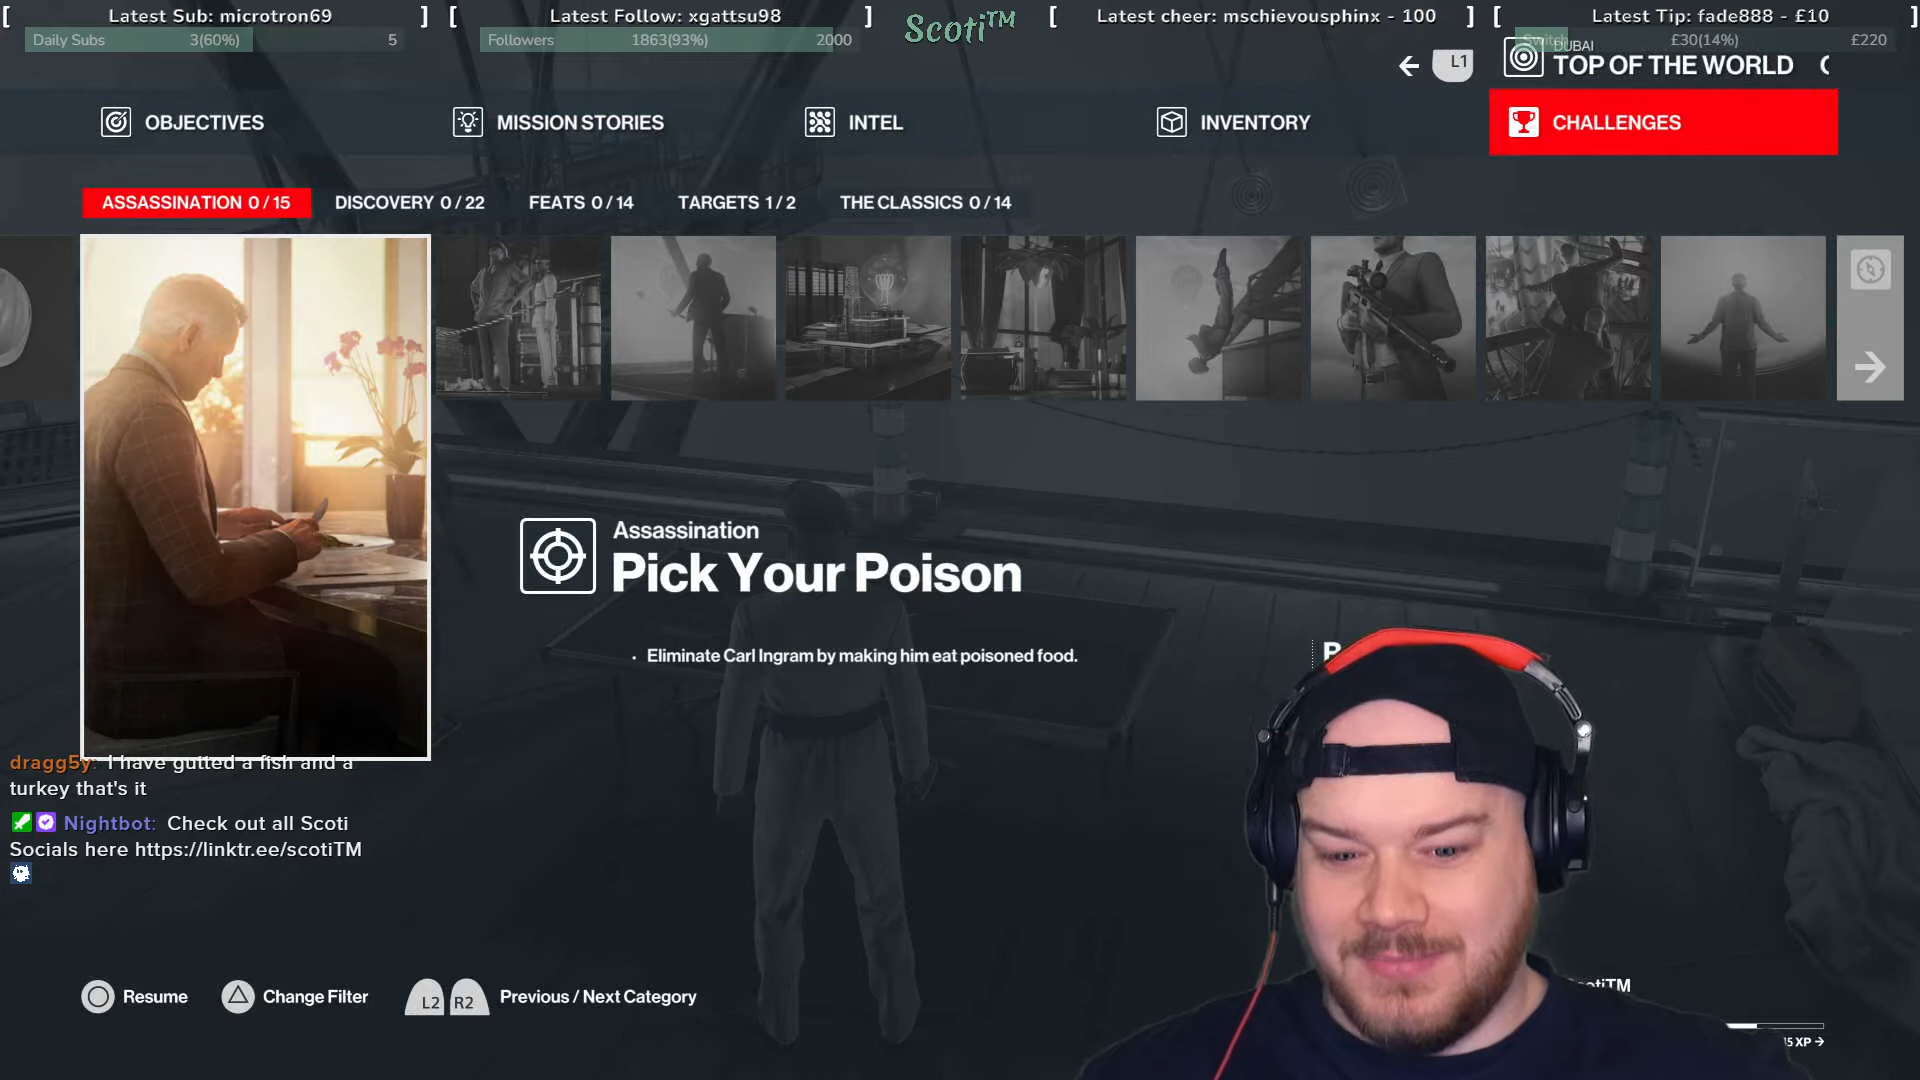 [ Latest Sub: microtron69 ]
Daily Subs 3(60%) 5
[ Latest Follow: xgattsu98 ]
Followers 1863(93%) 2000
Scoti™
[ Latest cheer: mschievousphinx - 100 ]
[ Latest Tip: fade888 - £10 ]
Switch £30(14%) £220
L1
DUBAI
TOP OF THE WORLD
OBJECTIVES
MISSION STORIES
INTEL
INVENTORY
CHALLENGES
ASSASSINATION 0 / 15
DISCOVERY 0 / 22
FEATS 0 / 14
TARGETS 1 / 2
THE CLASSICS 0 / 14
Assassination
Pick Your Poison
· Eliminate Carl Ingram by making him eat poisoned food.
dragg5y: I have gutted a fish and a
turkey that's it
Nightbot: Check out all Scoti
Socials here https://linktr.ee/scotiTM
Resume
Change Filter
L2 R2 Previous / Next Category
XP